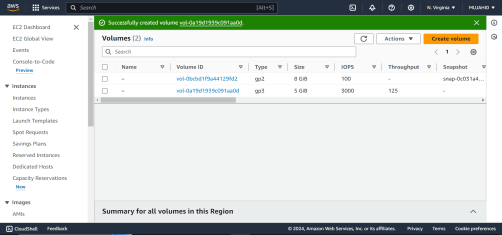 aws Services Search [Alt+S] N. Virginia MUJAHID
EC2 Dashboard
EC2 Global View
Events
Console-to-Code
Preview
Instances
Instances
Instance Types
Launch Templates
Spot Requests
Savings Plans
Reserved Instances
Dedicated Hosts
Capacity Reservations
New
Images
AMIs
Successfully created volume vol-0a19d1939c091aa0d.
Volumes (2) Info Actions Create volume
Search 1
Name Volume ID Type Size IOPS Throughput Snapshot
– vol-0bcbd1f9a44129fd2 gp2 8 GiB 100 - snap-0c031a4...
– vol-0a19d1939c091aa0d gp3 5 GiB 3000 125 -
Summary for all volumes in this Region
CloudShell Feedback © 2024, Amazon Web Services, Inc. or its affiliates. Privacy Terms Cookie preferences